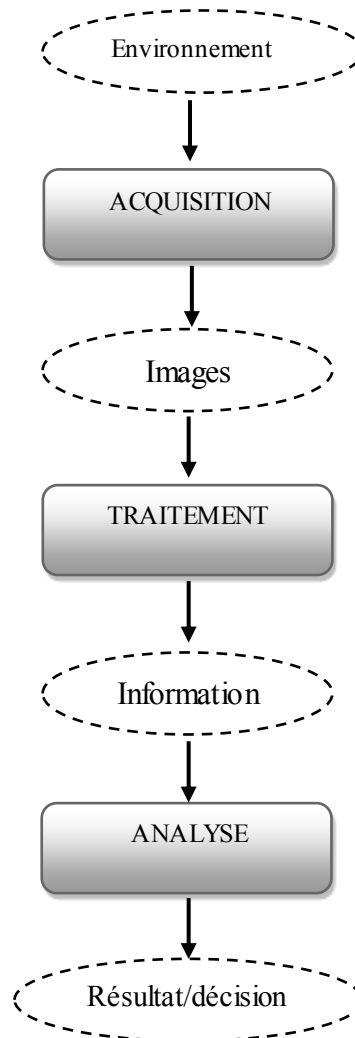 Environnement
ACQUISITION
Images
TRAITEMENT
Information
ANALYSE
Résultat/décision